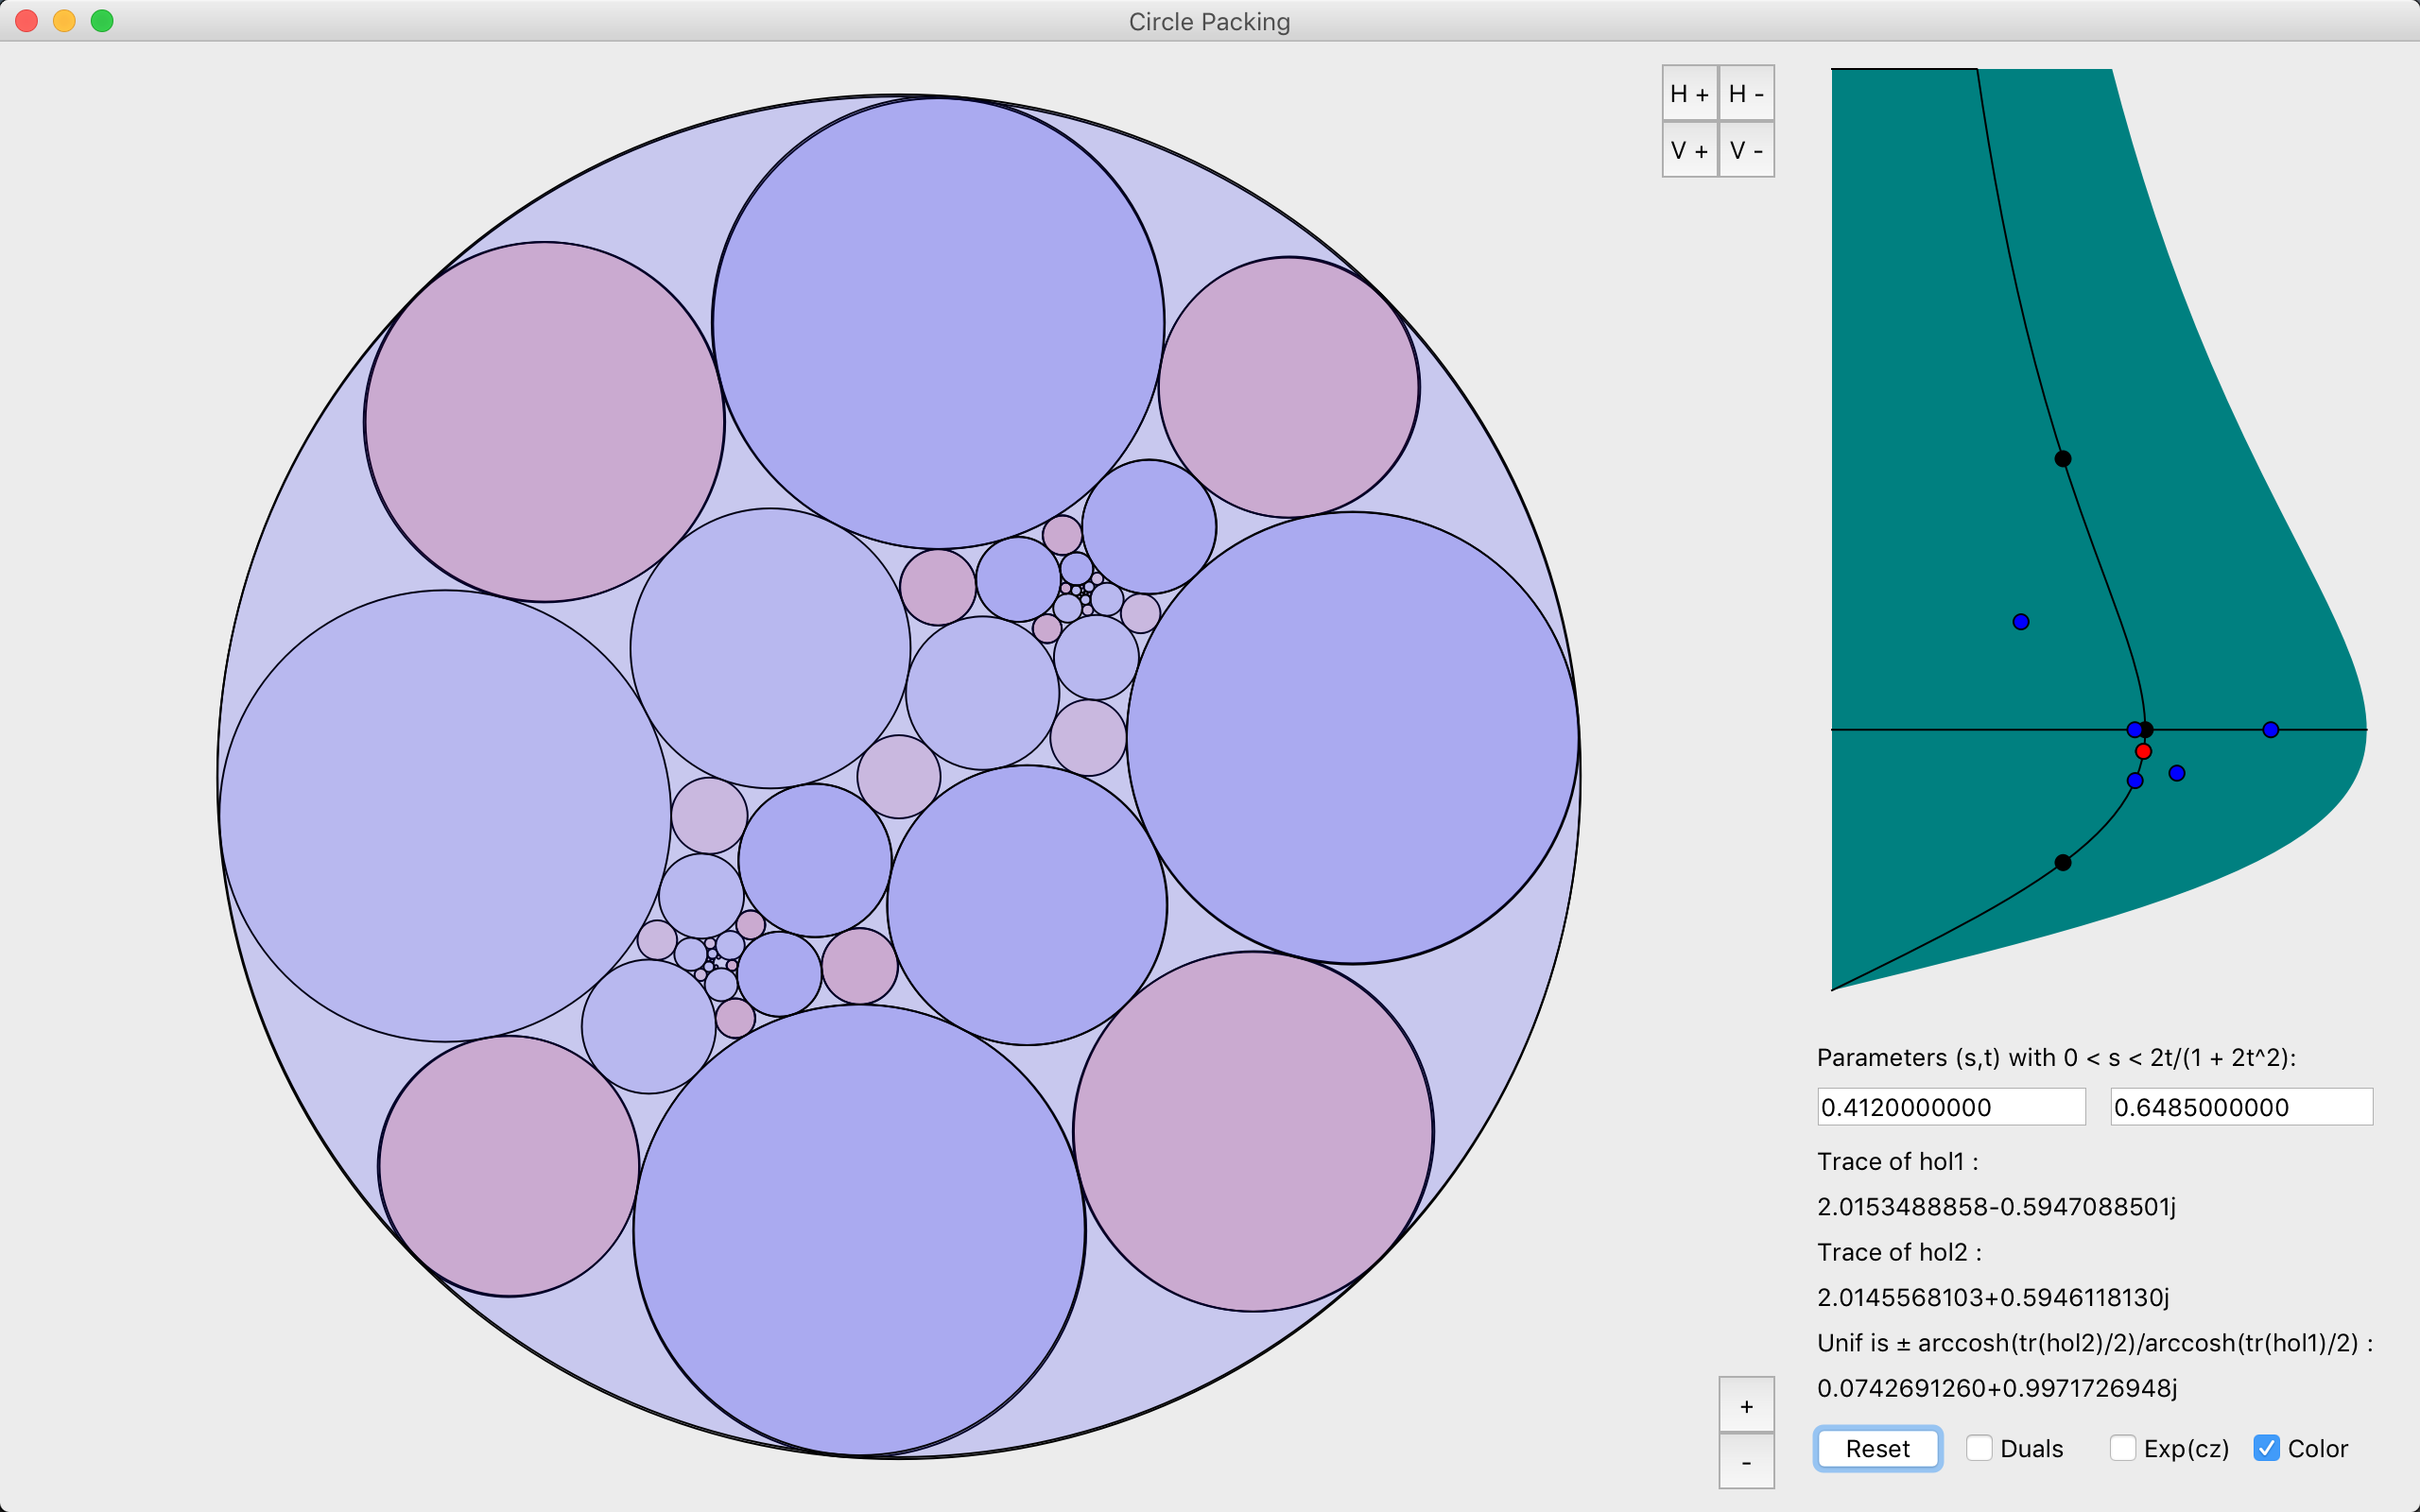 Circle Packing
H + H -
V + V -
Parameters (s,t) with 0 < s < 2t/(1 + 2t^2):
0.4120000000 0.6485000000
Trace of hol1 :
2.0153488858-0.5947088501j
Trace of hol2 :
2.0145568103+0.5946118130j
Unif is ± arccosh(tr(hol2)/2)/arccosh(tr(hol1)/2) :
0.0742691260+0.9971726948j
+
-
Reset Duals Exp(cz) Color